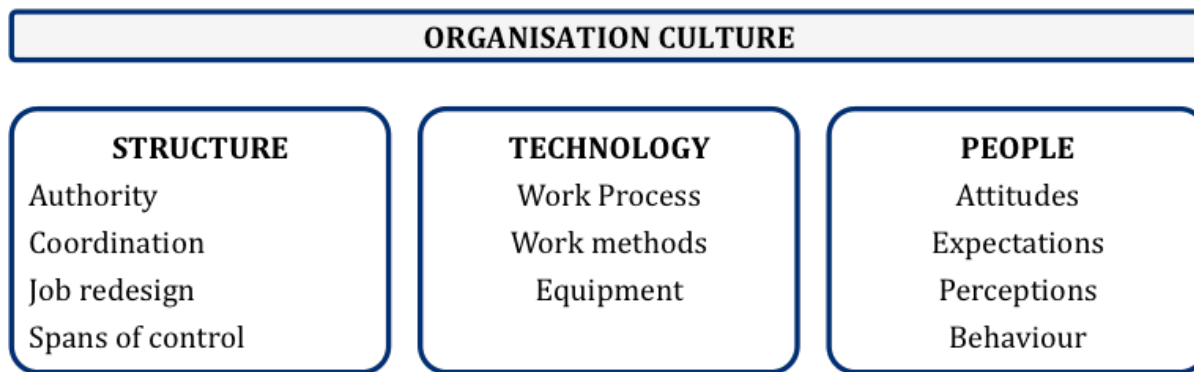 ORGANISATION CULTURE
STRUCTURE
Authority
Coordination
Job redesign
Spans of control
TECHNOLOGY
Work Process
Work methods
Equipment
PEOPLE
Attitudes
Expectations
Perceptions
Behaviour